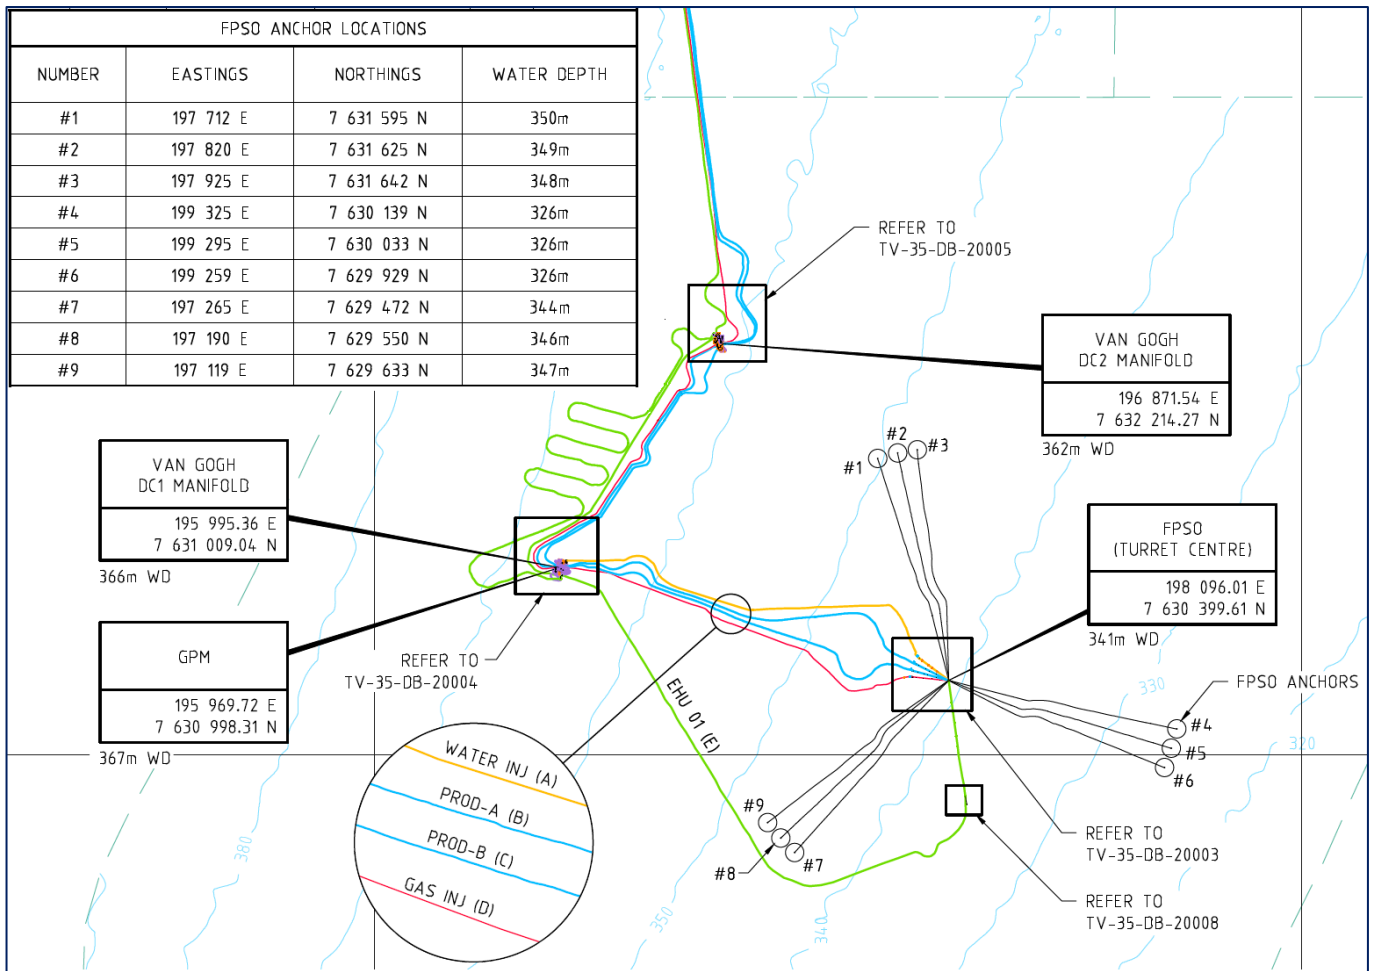 FPSO ANCHOR LOCATIONS
NUMBER EASTINGS NORTHINGS WATER DEPTH
#1 197 712 E 7 631 595 N 350m
#2 197 820 E 7 631 625 N 349m
#3 197 925 E 7 631 642 N 348m
#4 199 325 E 7 630 139 N 326m
#5 199 295 E 7 630 033 N 326m
#6 199 259 E 7 629 929 N 326m
#7 197 265 E 7 629 472 N 344m
#8 197 190 E 7 629 550 N 346m
#9 197 119 E 7 629 633 N 347m
REFER TO
TV-35-DB-20005
VAN GOGH
DC2 MANIFOLD
196 871.54 E
7 632 214.27 N
362m WD
#1
#2
#3
VAN GOGH
DC1 MANIFOLD
195 995.36 E
7 631 009.04 N
366m WD
FPSO
(TURRET CENTRE)
198 096.01 E
7 630 399.61 N
341m WD
GPM
195 969.72 E
7 630 998.31 N
367m WD
REFER TO
TV-35-DB-20004
EHU 01 (E)
330
FPSO ANCHORS
#4
#5
#6
320
WATER INJ (A)
PROD-A (B)
PROD-B (C)
GAS INJ (D)
#9
#8
#7
380
350
340
REFER TO
TV-35-DB-20003
REFER TO
TV-35-DB-20008